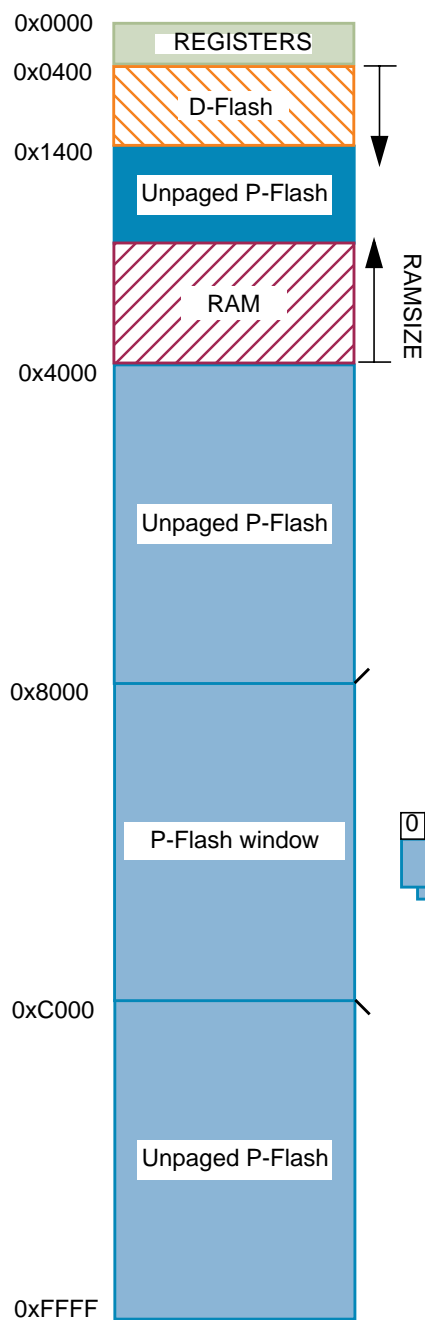 0x0000
REGISTERS
0x0400
D-Flash
0x1400
Unpaged P-Flash
RAM
RAMSIZE
0x4000
Unpaged P-Flash
0x8000
P-Flash window
0
0xC000
Unpaged P-Flash
0xFFFF